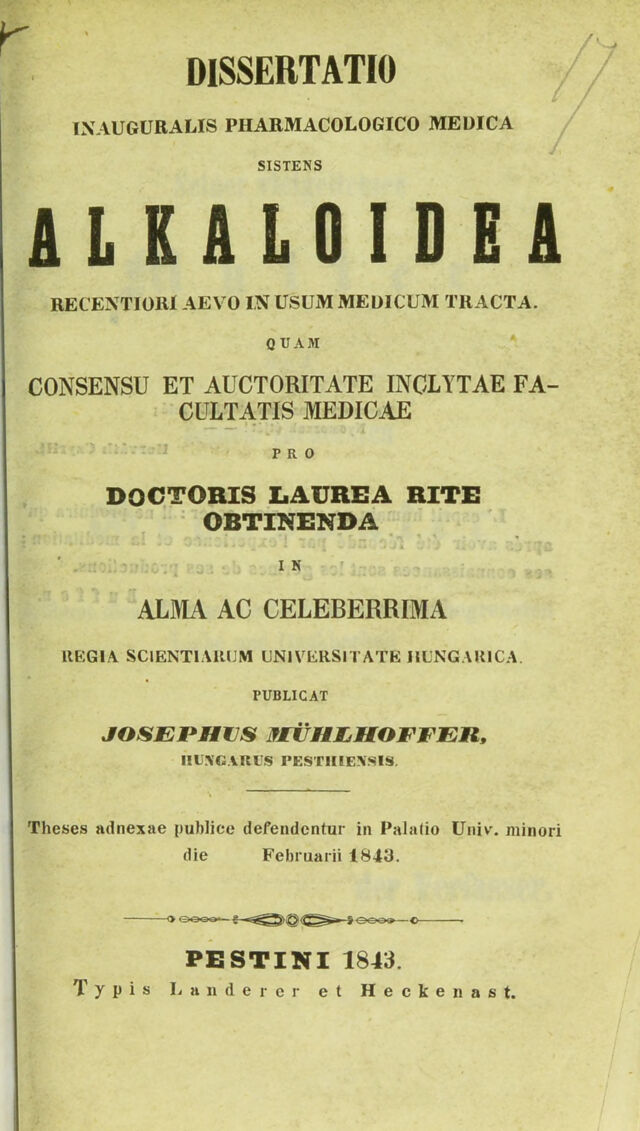 17
DISSERTATIO
INAUGURALIS PHARMACOLOGICO MEDICA
SISTENS
ALKALOIDEA
RECENTIORI AEVO IN USUM MEDICUM TRACTA.
QUAM
CONSENSU ET AUCTORITATE INCLYTAE FA-
CULTATIS MEDICAE
PRO
DOCTORIS LAUREA RITE
OBTINENDA
IN
ALMA AC CELEBERRIMA
REGIA SCIENTIARUM UNIVERSITATE HUNGARICA.
PUBLICAT
JOSEPHUS MÜHLHOFFER,
HUNGARUS PESTHIENSIS.
Theses adnexae publice defendentur in Palatio Univ. minori
die Februarii 1843.
PESTINI 1843.
Typis Landerer et Heckenast.